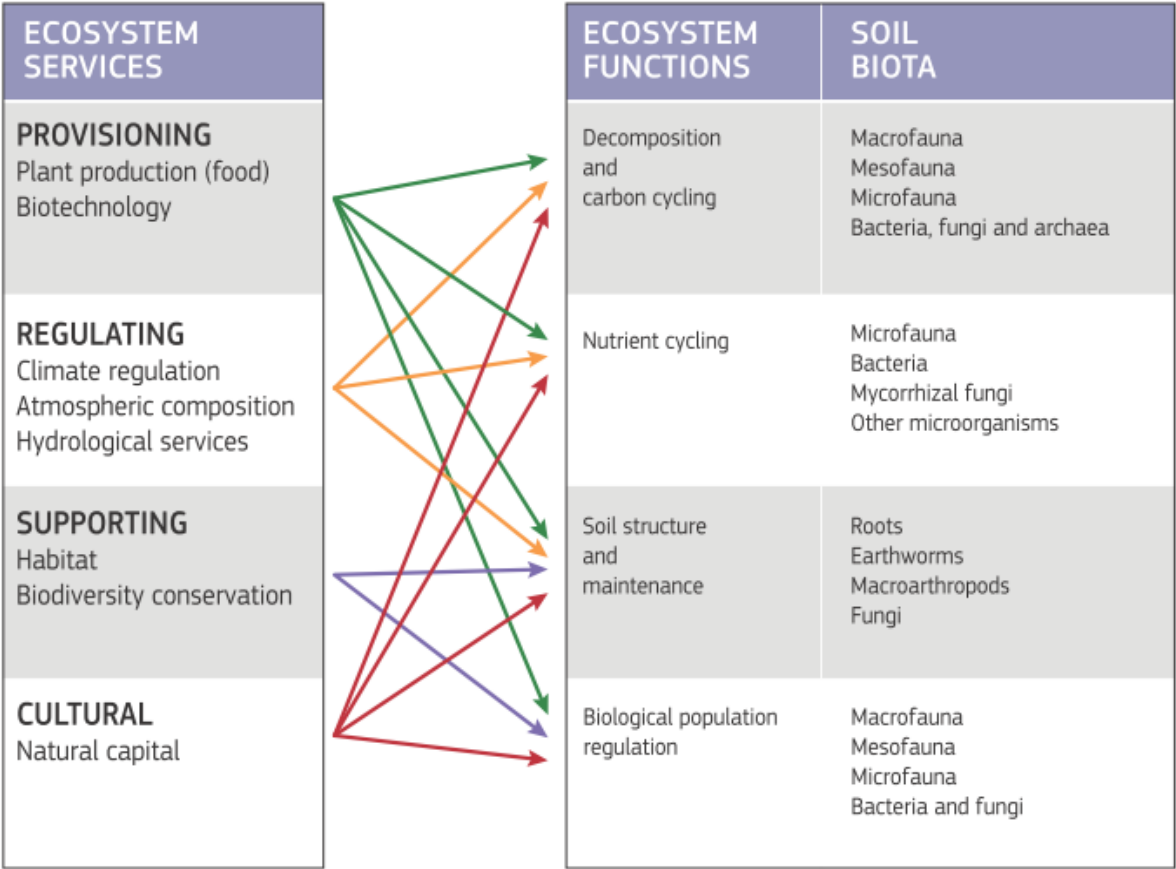 ECOSYSTEM
SERVICES
PROVISIONING
Plant production (food)
Biotechnology
REGULATING
Climate regulation
Atmospheric composition
Hydrological services
SUPPORTING
Habitat
Biodiversity conservation
CULTURAL
Natural capital
ECOSYSTEM
FUNCTIONS
SOIL
BIOTA
Decomposition
and
carbon cycling
Macrofauna
Mesofauna
Microfauna
Bacteria, fungi and archaea
Nutrient cycling
Microfauna
Bacteria
Mycorrhizal fungi
Other microorganisms
Soil structure
and
maintenance
Roots
Earthworms
Macroarthropods
Fungi
Biological population
regulation
Macrofauna
Mesofauna
Microfauna
Bacteria and fungi